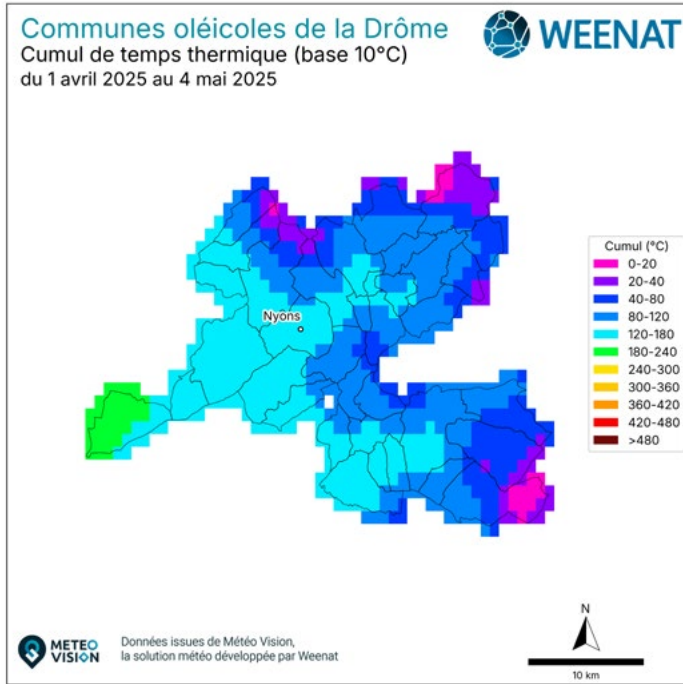 Communes oléicoles de la Drôme
WEENAT
Cumul de temps thermique (base 10°C)
du 1 avril 2025 au 4 mai 2025
Nyons
Cumul (°C)
0-20
20-40
40-80
80-120
120-180
180-240
240-300
300-360
360-420
420-480
>480
N
10 km
METEO
VISION
Données issues de Météo Vision,
la solution météo développée par Weenat